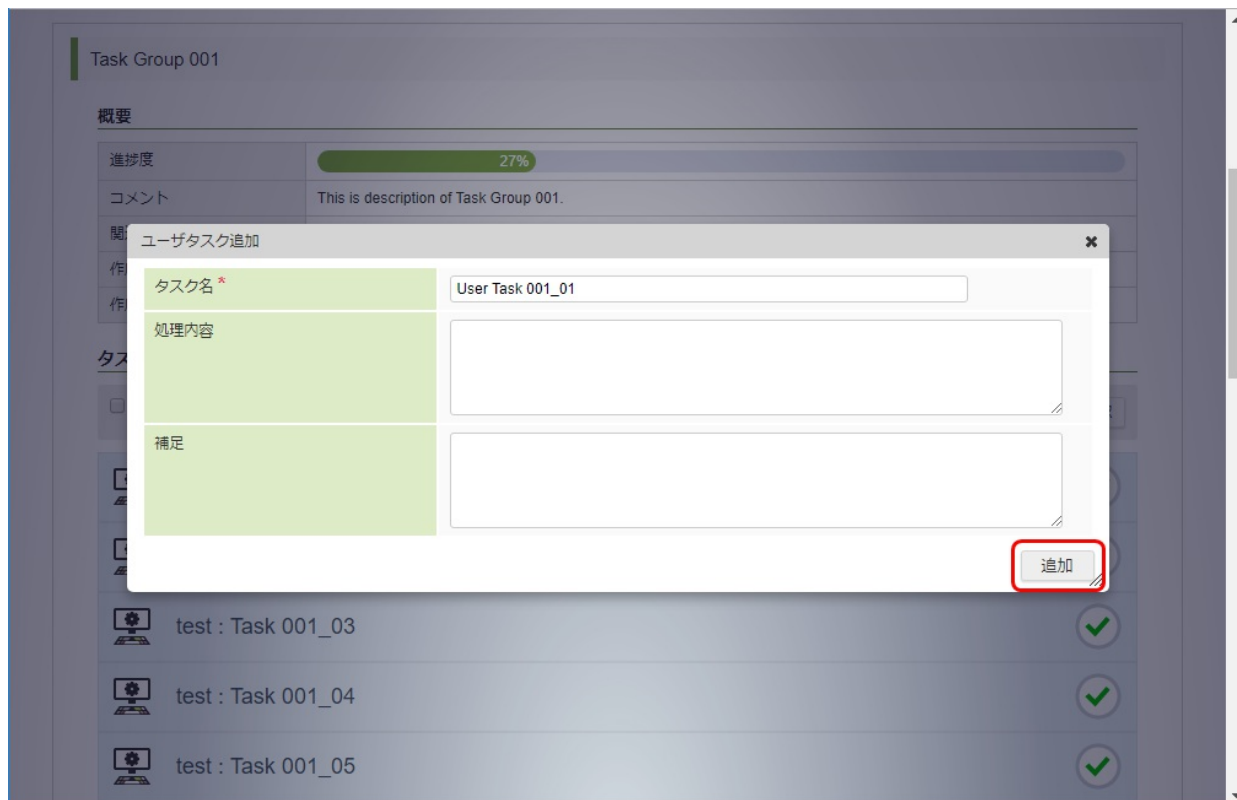 Task Group 001
概要
進捗度 27%
コメント This is description of Task Group 001.
ユーザタスク追加
タスク名 * User Task 001_01
処理内容
補足
追加
test : Task 001_03
test : Task 001_04
test : Task 001_05